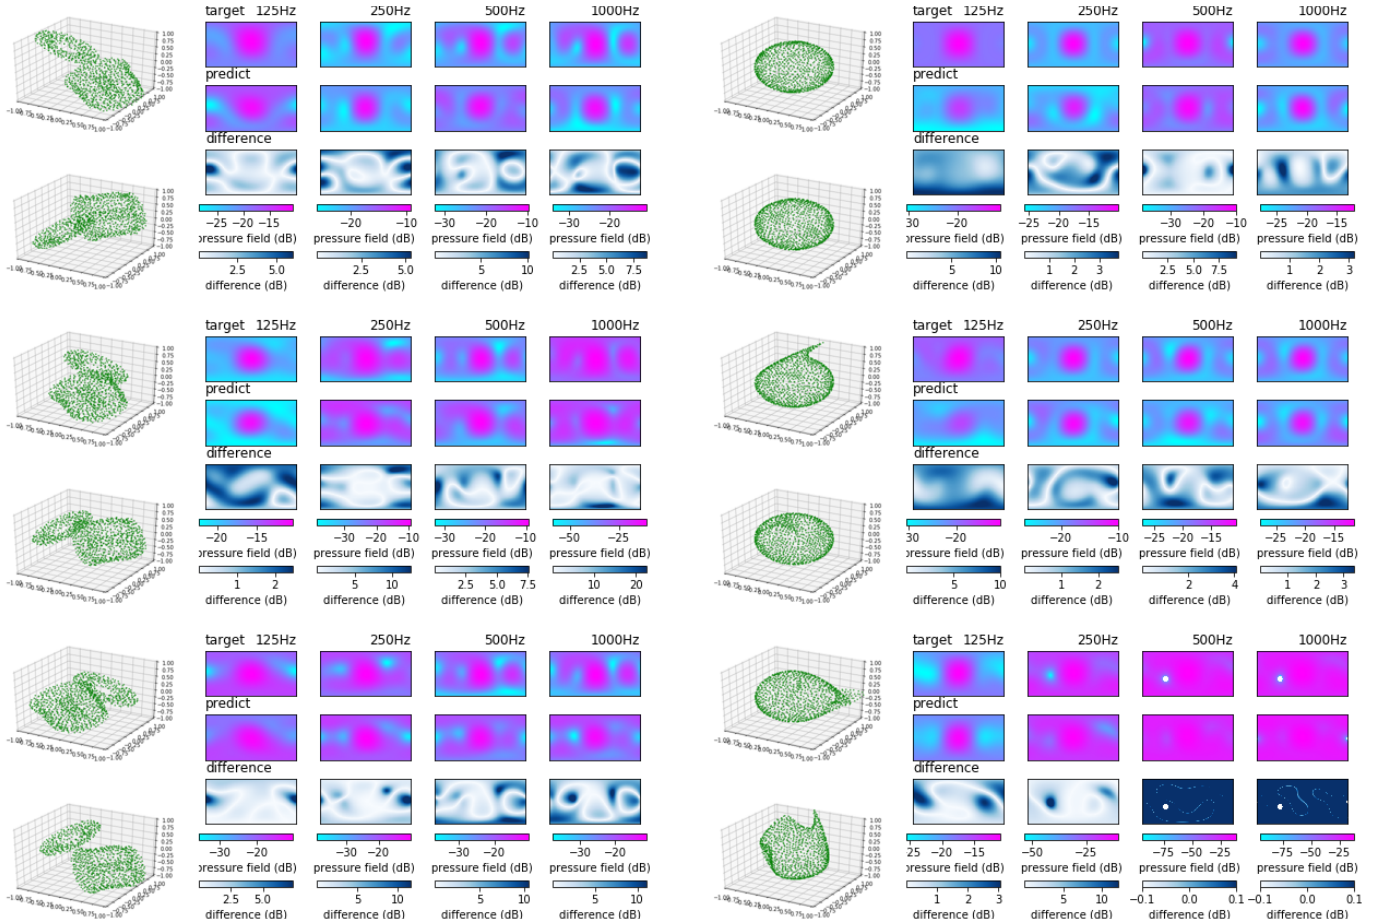 target 125Hz 250Hz 500Hz 1000Hz
predict
difference
−25 −20 −15 −20 −10 −30 −20 −10 −30 −20
pressure field (dB) pressure field (dB) pressure field (dB) pressure field (dB)
2.5 5.0 2.5 5.0 5 10 2.5 5.0 7.5
difference (dB) difference (dB) difference (dB) difference (dB)
target 125Hz 250Hz 500Hz 1000Hz
predict
difference
30 −20 −25 −20 −15 −10 −30 −20 −10 −25 −20 −15
pressure field (dB) pressure field (dB) pressure field (dB) pressure field (dB)
5 10 1 2 3 2.5 5.0 7.5 1 2 3
difference (dB) difference (dB) difference (dB) difference (dB)
target 125Hz 250Hz 500Hz 1000Hz
predict
difference
−20 −15 −30 −20 −10 −30 −20 −10 −50 −25
pressure field (dB) pressure field (dB) pressure field (dB) pressure field (dB)
1 2 5 10 2.5 5.0 7.5 10 20
difference (dB) difference (dB) difference (dB) difference (dB)
target 125Hz 250Hz 500Hz 1000Hz
predict
difference
30 −20 −20 −10 −25 −20 −15 −25 −20 −15
pressure field (dB) pressure field (dB) pressure field (dB) pressure field (dB)
5 10 1 2 2 4 1 2 3
difference (dB) difference (dB) difference (dB) difference (dB)
target 125Hz 250Hz 500Hz 1000Hz
predict
difference
−30 −20 −30 −20 −30 −20 −30 −20
pressure field (dB) pressure field (dB) pressure field (dB) pressure field (dB)
2.5 5.0 5 10 5 10 5 10
difference (dB) difference (dB) difference (dB) difference (dB)
target 125Hz 250Hz 500Hz 1000Hz
predict
difference
25 −20 −15 −50 −25 −75 −50 −25 −75 −50 −25
pressure field (dB) pressure field (dB) pressure field (dB) pressure field (dB)
1 2 3 5 10 −0.1 0.0 0.1 −0.1 0.0 0.1
difference (dB) difference (dB) difference (dB) difference (dB)